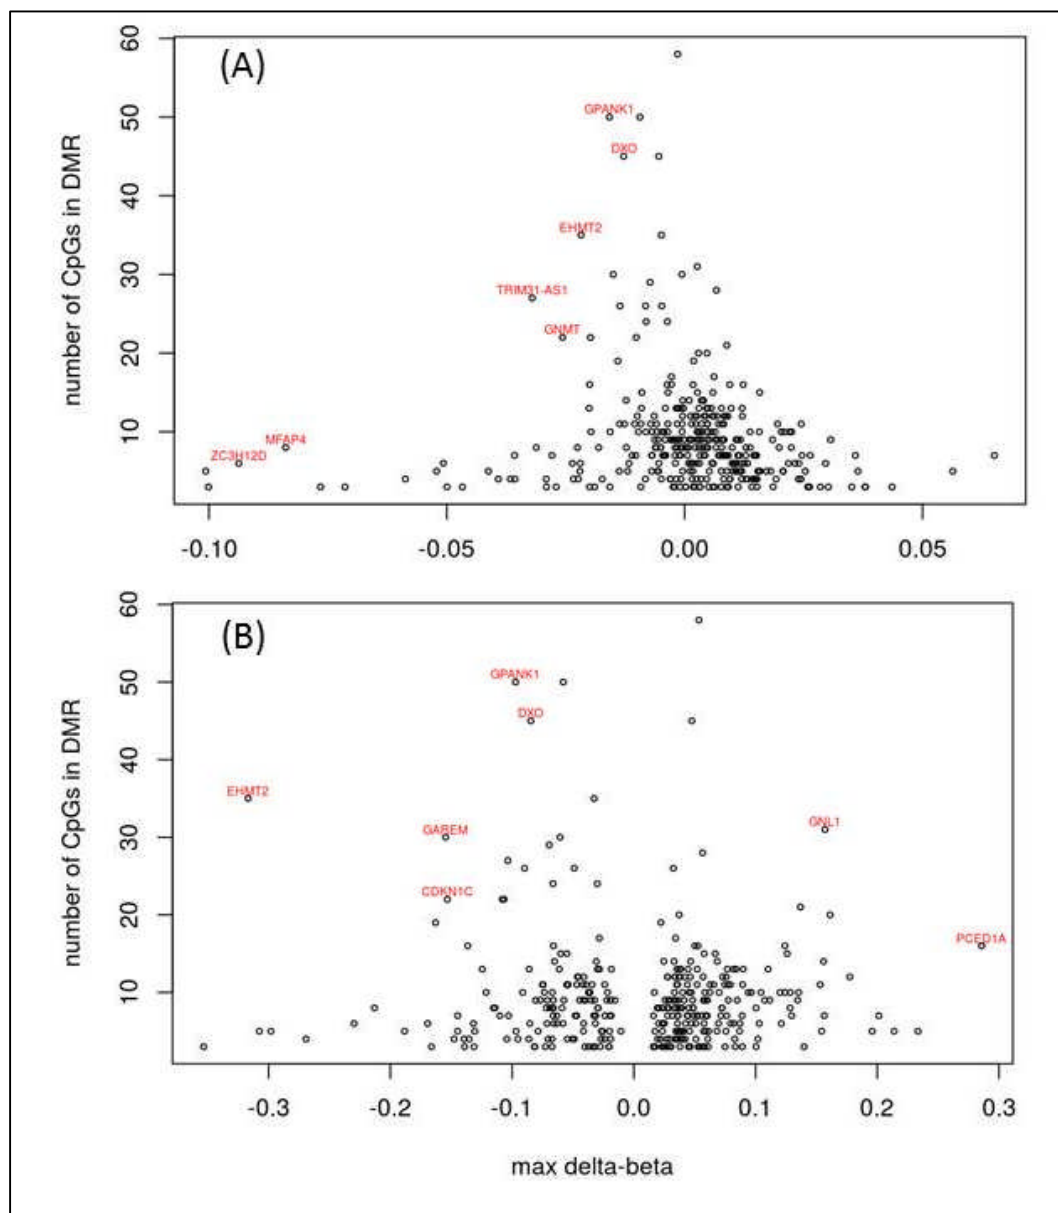 (A)
number of CpGs in DMR
60
50
40
30
20
10
GPANK1
DXO
EHMT2
TRIM31-AS1
GNMT
MFAP4
ZC3H12D
-0.10
-0.05
0.00
0.05
(B)
number of CpGs in DMR
60
50
40
30
20
10
GPANK1
DXO
EHMT2
GNL1
GAREM
CDKN1C
PCED1A
-0.3
-0.2
-0.1
0.0
0.1
0.2
0.3
max delta-beta